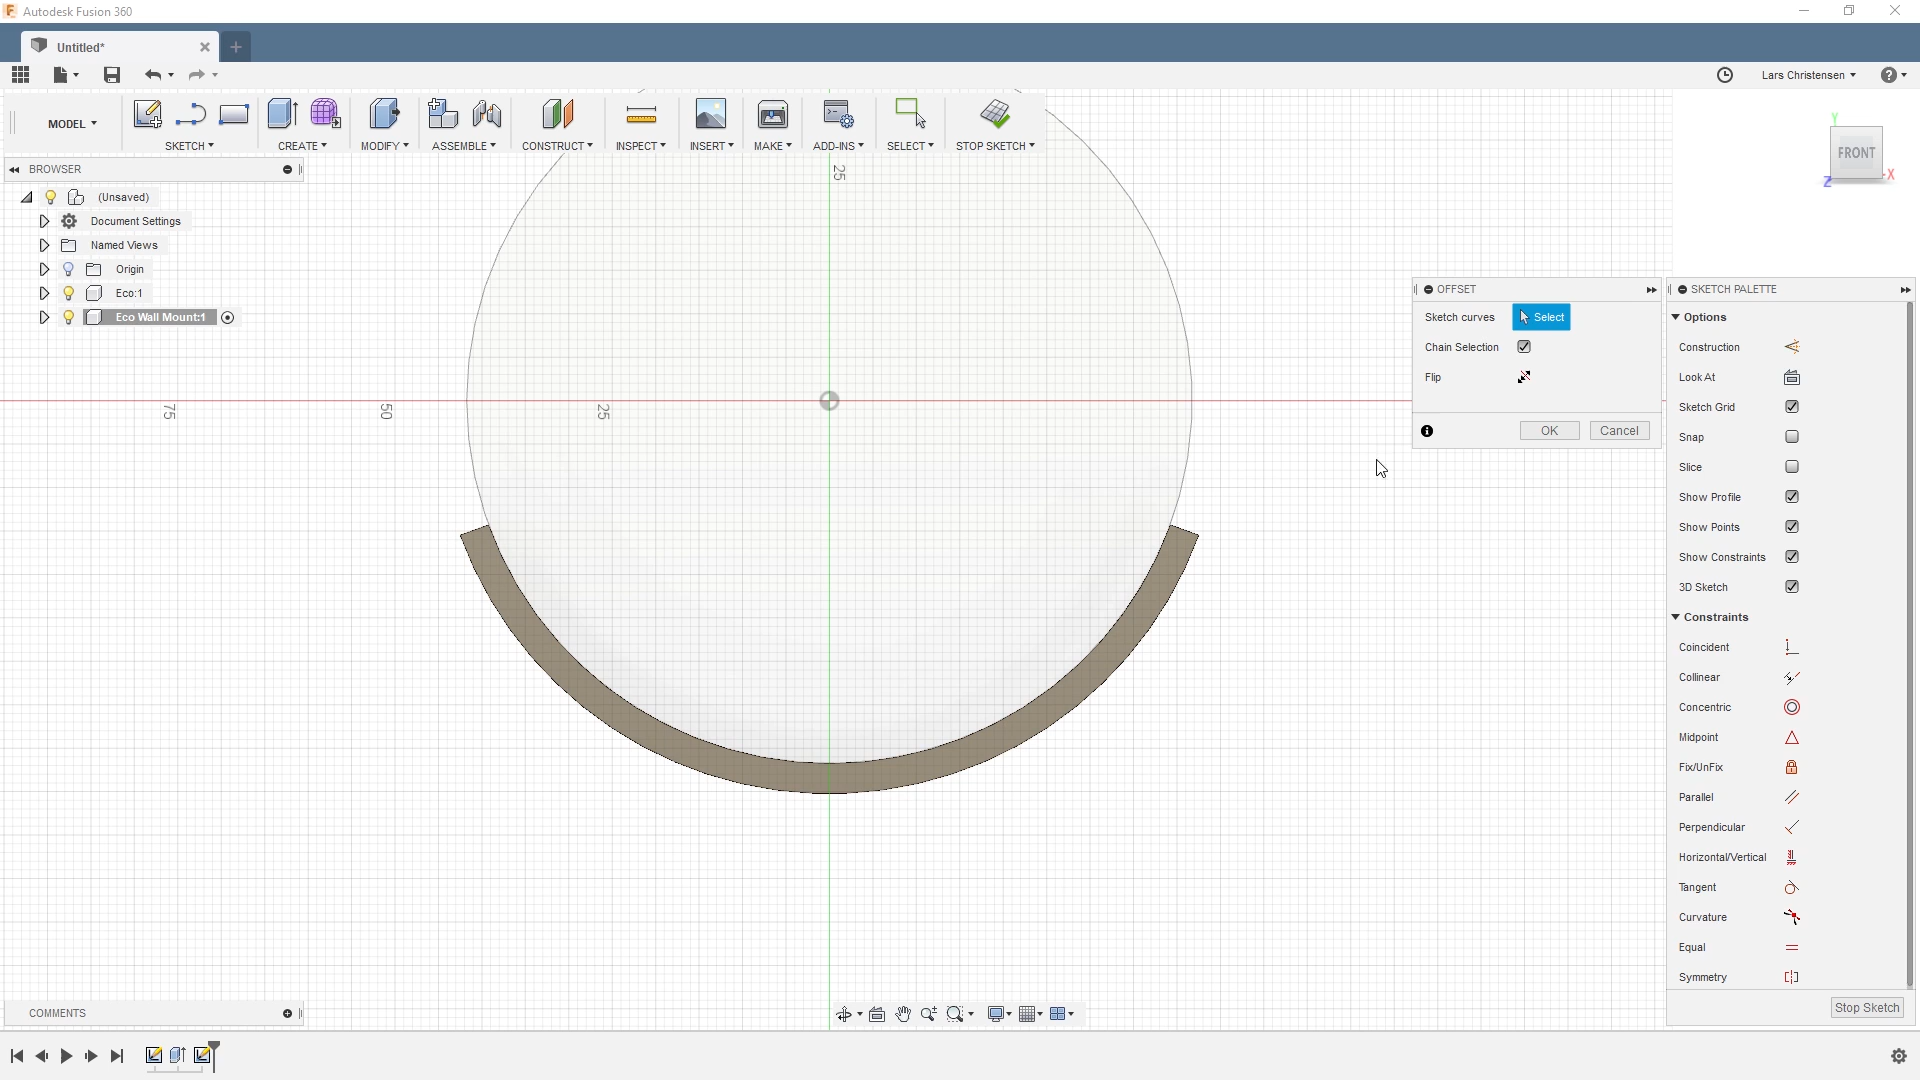 Autodesk Fusion 360
Untitled*
Lars Christensen
MODEL
SKETCH
CREATE
MODIFY
ASSEMBLE
CONSTRUCT
INSPECT
INSERT
MAKE
ADD-INS
SELECT
STOP SKETCH
BROWSER
(Unsaved)
Document Settings
Named Views
Origin
Eco:1
Eco Wall Mount:1
25
75
50
25
Y
FRONT
Z
X
OFFSET
Sketch curves
Select
Chain Selection
Flip
OK
Cancel
SKETCH PALETTE
Options
Construction
Look At
Sketch Grid
Snap
Slice
Show Profile
Show Points
Show Constraints
3D Sketch
Constraints
Coincident
Collinear
Concentric
Midpoint
Fix/UnFix
Parallel
Perpendicular
Horizontal/Vertical
Tangent
Curvature
Equal
Symmetry
Stop Sketch
COMMENTS